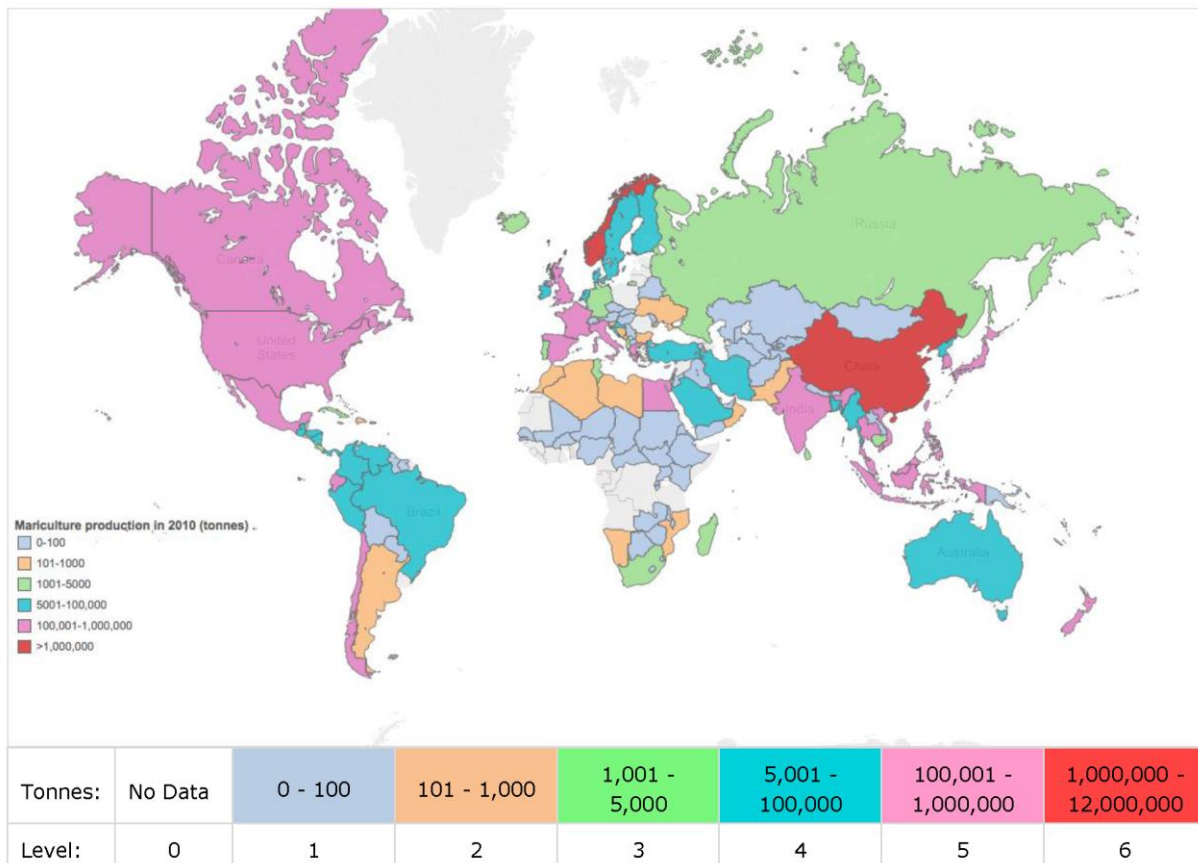 Russia
Canada
United
States
China
India
Brazil
Australia
Mariculture production in 2010 (tonnes)
0-100
101-1000
1001-5000
5001-100,000
100,001-1,000,000
>1,000,000
Tonnes: No Data 0 - 100 101 - 1,000 1,001 - 5,000 5,001 - 100,000 100,001 - 1,000,000 1,000,000 - 12,000,000
Level: 0 1 2 3 4 5 6